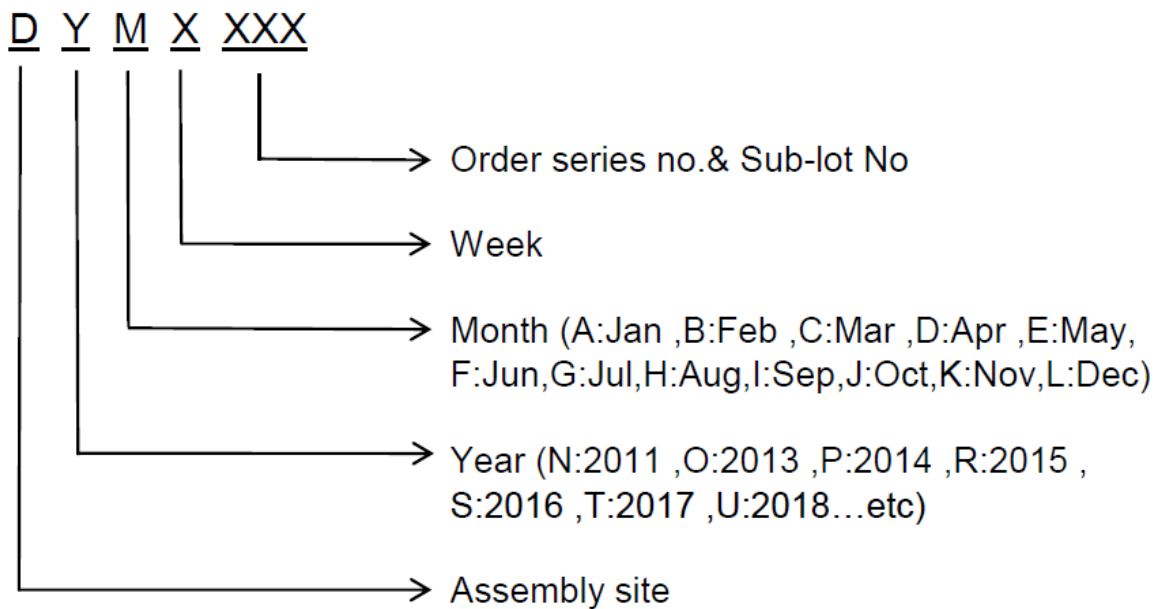 D Y M X XXX
Order series no.& Sub-lot No
Week
Month (A:Jan ,B:Feb ,C:Mar ,D:Apr ,E:May,
F:Jun,G:Jul,H:Aug,I:Sep,J:Oct,K:Nov,L:Dec)
Year (N:2011 ,O:2013 ,P:2014 ,R:2015 ,
S:2016 ,T:2017 ,U:2018...etc)
Assembly site